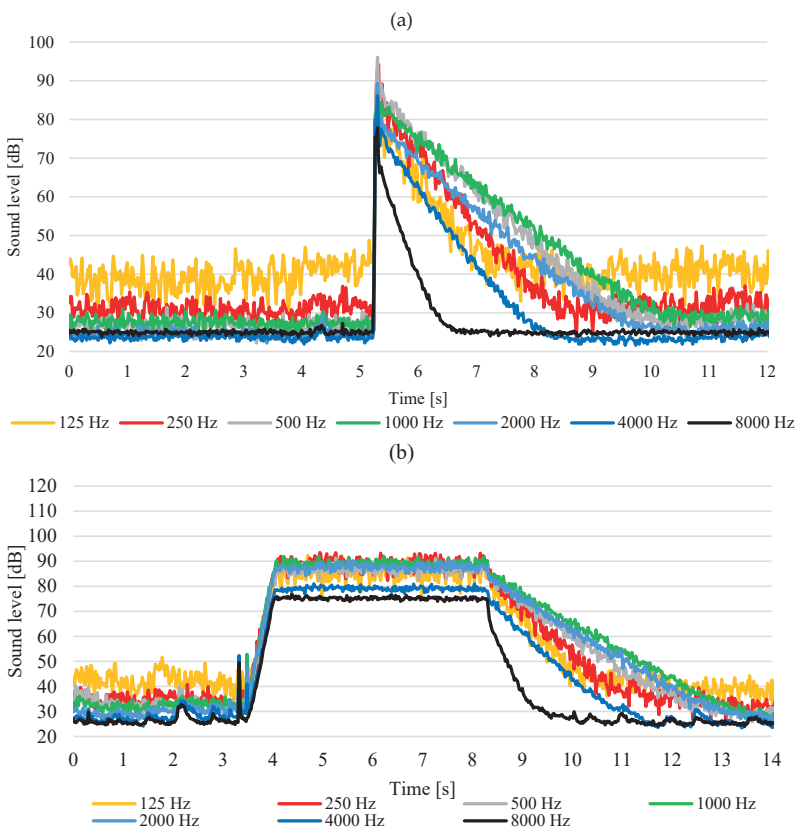 (a)
100
90
80
70
60
50
40
30
20
Sound level [dB]
0 1 2 3 4 5 6 7 8 9 10 11 12
Time [s]
125 Hz 250 Hz 500 Hz 1000 Hz 2000 Hz 4000 Hz 8000 Hz
(b)
120
110
100
90
80
70
60
50
40
30
20
Sound level [dB]
0 1 2 3 4 5 6 7 8 9 10 11 12 13 14
Time [s]
125 Hz 250 Hz 500 Hz 1000 Hz
2000 Hz 4000 Hz 8000 Hz